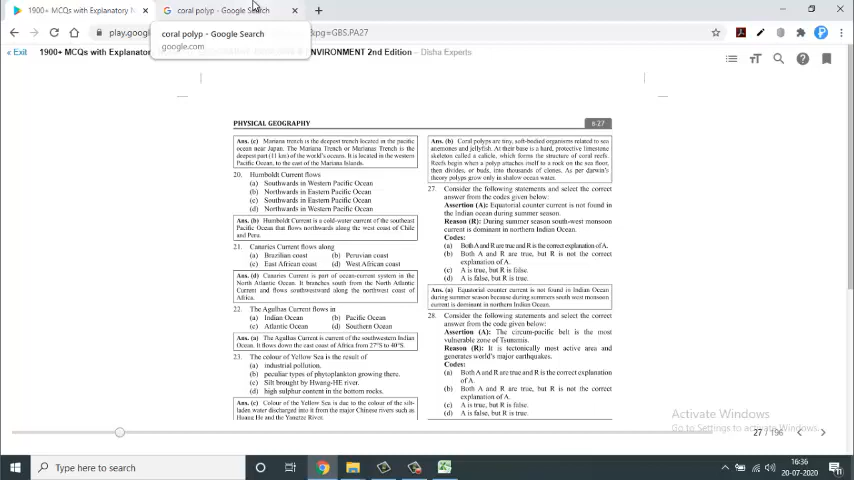 1900+ MCQs with Explanatory N
coral polyp - Google Search
coral polyp - Google Search
google.com
play.goog
&pg=GBS.PA27
Exit
1900+ MCQs with Explanator
ENVIRONMENT 2nd Edition - Disha Experts
PHYSICAL GEOGRAPHY
s-27
Ans. (c) Mariana trench is the deepest trench located in the pacific
ocean near Japan. The Mariana Trench or Marianas Trench is the
deepest part (11 km) of the world's oceans. It is located in the western
Pacific Ocean, to the east of the Mariana Islands.
20. Humboldt Current flows
(a) Southwards in Western Pacific Ocean
(b) Northwards in Eastern Pacific Ocean
(c) Southwards in Eastern Pacific Ocean
(d) Northwards in Western Pacific Ocean
Ans. (b) Humboldt Current is a cold-water current of the southeast
Pacific Ocean that flows northwards along the west coast of Chile
and Peru.
21. Canaries Current flows along
(a) Brazilian coast (b) Peruvian coast
(c) East African coast (d) West African coast
Ans. (d) Canaries Current is part of ocean-current system in the
North Atlantic Ocean. It branches south from the North Atlantic
Current and flows southwestward along the northwest coast of
Africa.
22. The Agulhas Current flows in
(a) Indian Ocean (b) Pacific Ocean
(c) Atlantic Ocean (d) Southern Ocean
Ans. (a) The Agulhas Current is current of the southwestern Indian
Ocean. It flows down the east coast of Africa from 27°S to 40°S.
23. The colour of Yellow Sea is the result of
(a) industrial pollution.
(b) peculiar types of phytoplankton growing there.
(c) Silt brought by Hwang-HE river.
(d) high sulphur content in the bottom rocks.
Ans. (c) Colour of the Yellow Sea is due to the colour of the silt-
laden water discharged into it from the major Chinese rivers such as
Huang He and the Yangtze River.
Ans. (b) Coral polyps are tiny, soft-bodied organisms related to sea
anemones and jellyfish. At their base is a hard, protective limestone
skeleton called a calicle, which forms the structure of coral reefs.
Reefs begin when a polyp attaches itself to a rock on the sea floor,
then divides, or buds, into thousands of clones. As per darwin's
theory polyps grow only in shallow ocean water.
27. Consider the following statements and select the correct
answer from the codes given below:
Assertion (A): Equatorial counter current is not found in
the Indian ocean during summer season.
Reason (R): During summer season south-west monsoon
current is dominant in northern Indian Ocean.
Codes:
(a) Both A and R are true and R is the correct explanation of A.
(b) Both A and R are true, but R is not the correct
explanation of A.
(c) A is true, but R is false.
(d) A is false, but R is true.
Ans. (a) Equatorial counter current is not found is Indian Ocean
during summer season because during summers south west monsoon
current is dominant in northern Indian Ocean.
28. Consider the following statements and select the correct
answer from the code given below:
Assertion (A): The circum-pacific belt is the most
vulnerable zone of Tsunamis.
Reason (R): It is tectonically most active area and
generates world's major earthquakes.
Codes:
(a) Both A and R are true and R is the correct explanation
of A.
(b) Both A and R are true, but R is not the correct
explanation of A.
(c) A is true, but R is false.
(d) A is false, but R is true.
Activate Windows
Go to Settings to activate Windows.
27 / 196
Type here to search
16:36
20-07-2020